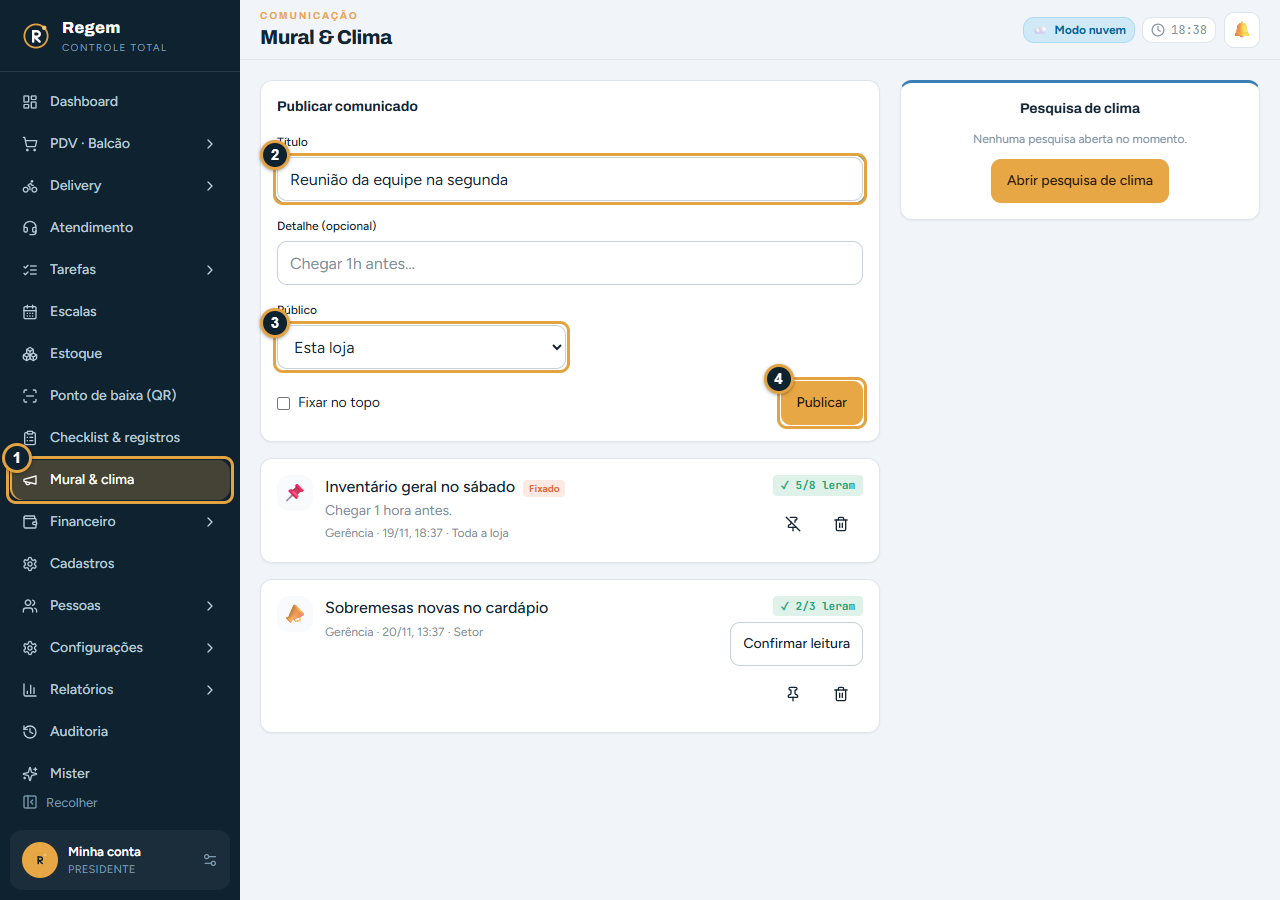 Regem
CONTROLE TOTAL
Dashboard
PDV · Balcão
Delivery
Atendimento
Tarefas
Escalas
Estoque
Ponto de baixa (QR)
Checklist & registros
1
Mural & clima
Financeiro
Cadastros
Pessoas
Configurações
Relatórios
Auditoria
Mister
Recolher
R
Minha conta
PRESIDENTE
COMUNICAÇÃO
Mural & Clima
Modo nuvem
18:38
Publicar comunicado
Título
2
Reunião da equipe na segunda
Detalhe (opcional)
Chegar 1h antes...
Público
3
Esta loja
Fixar no topo
4
Publicar
Inventário geral no sábado Fixado
✓ 5/8 leram
Chegar 1 hora antes.
Gerência · 19/11, 18:37 · Toda a loja
Sobremesas novas no cardápio
✓ 2/3 leram
Gerência · 20/11, 13:37 · Setor
Confirmar leitura
Pesquisa de clima
Nenhuma pesquisa aberta no momento.
Abrir pesquisa de clima